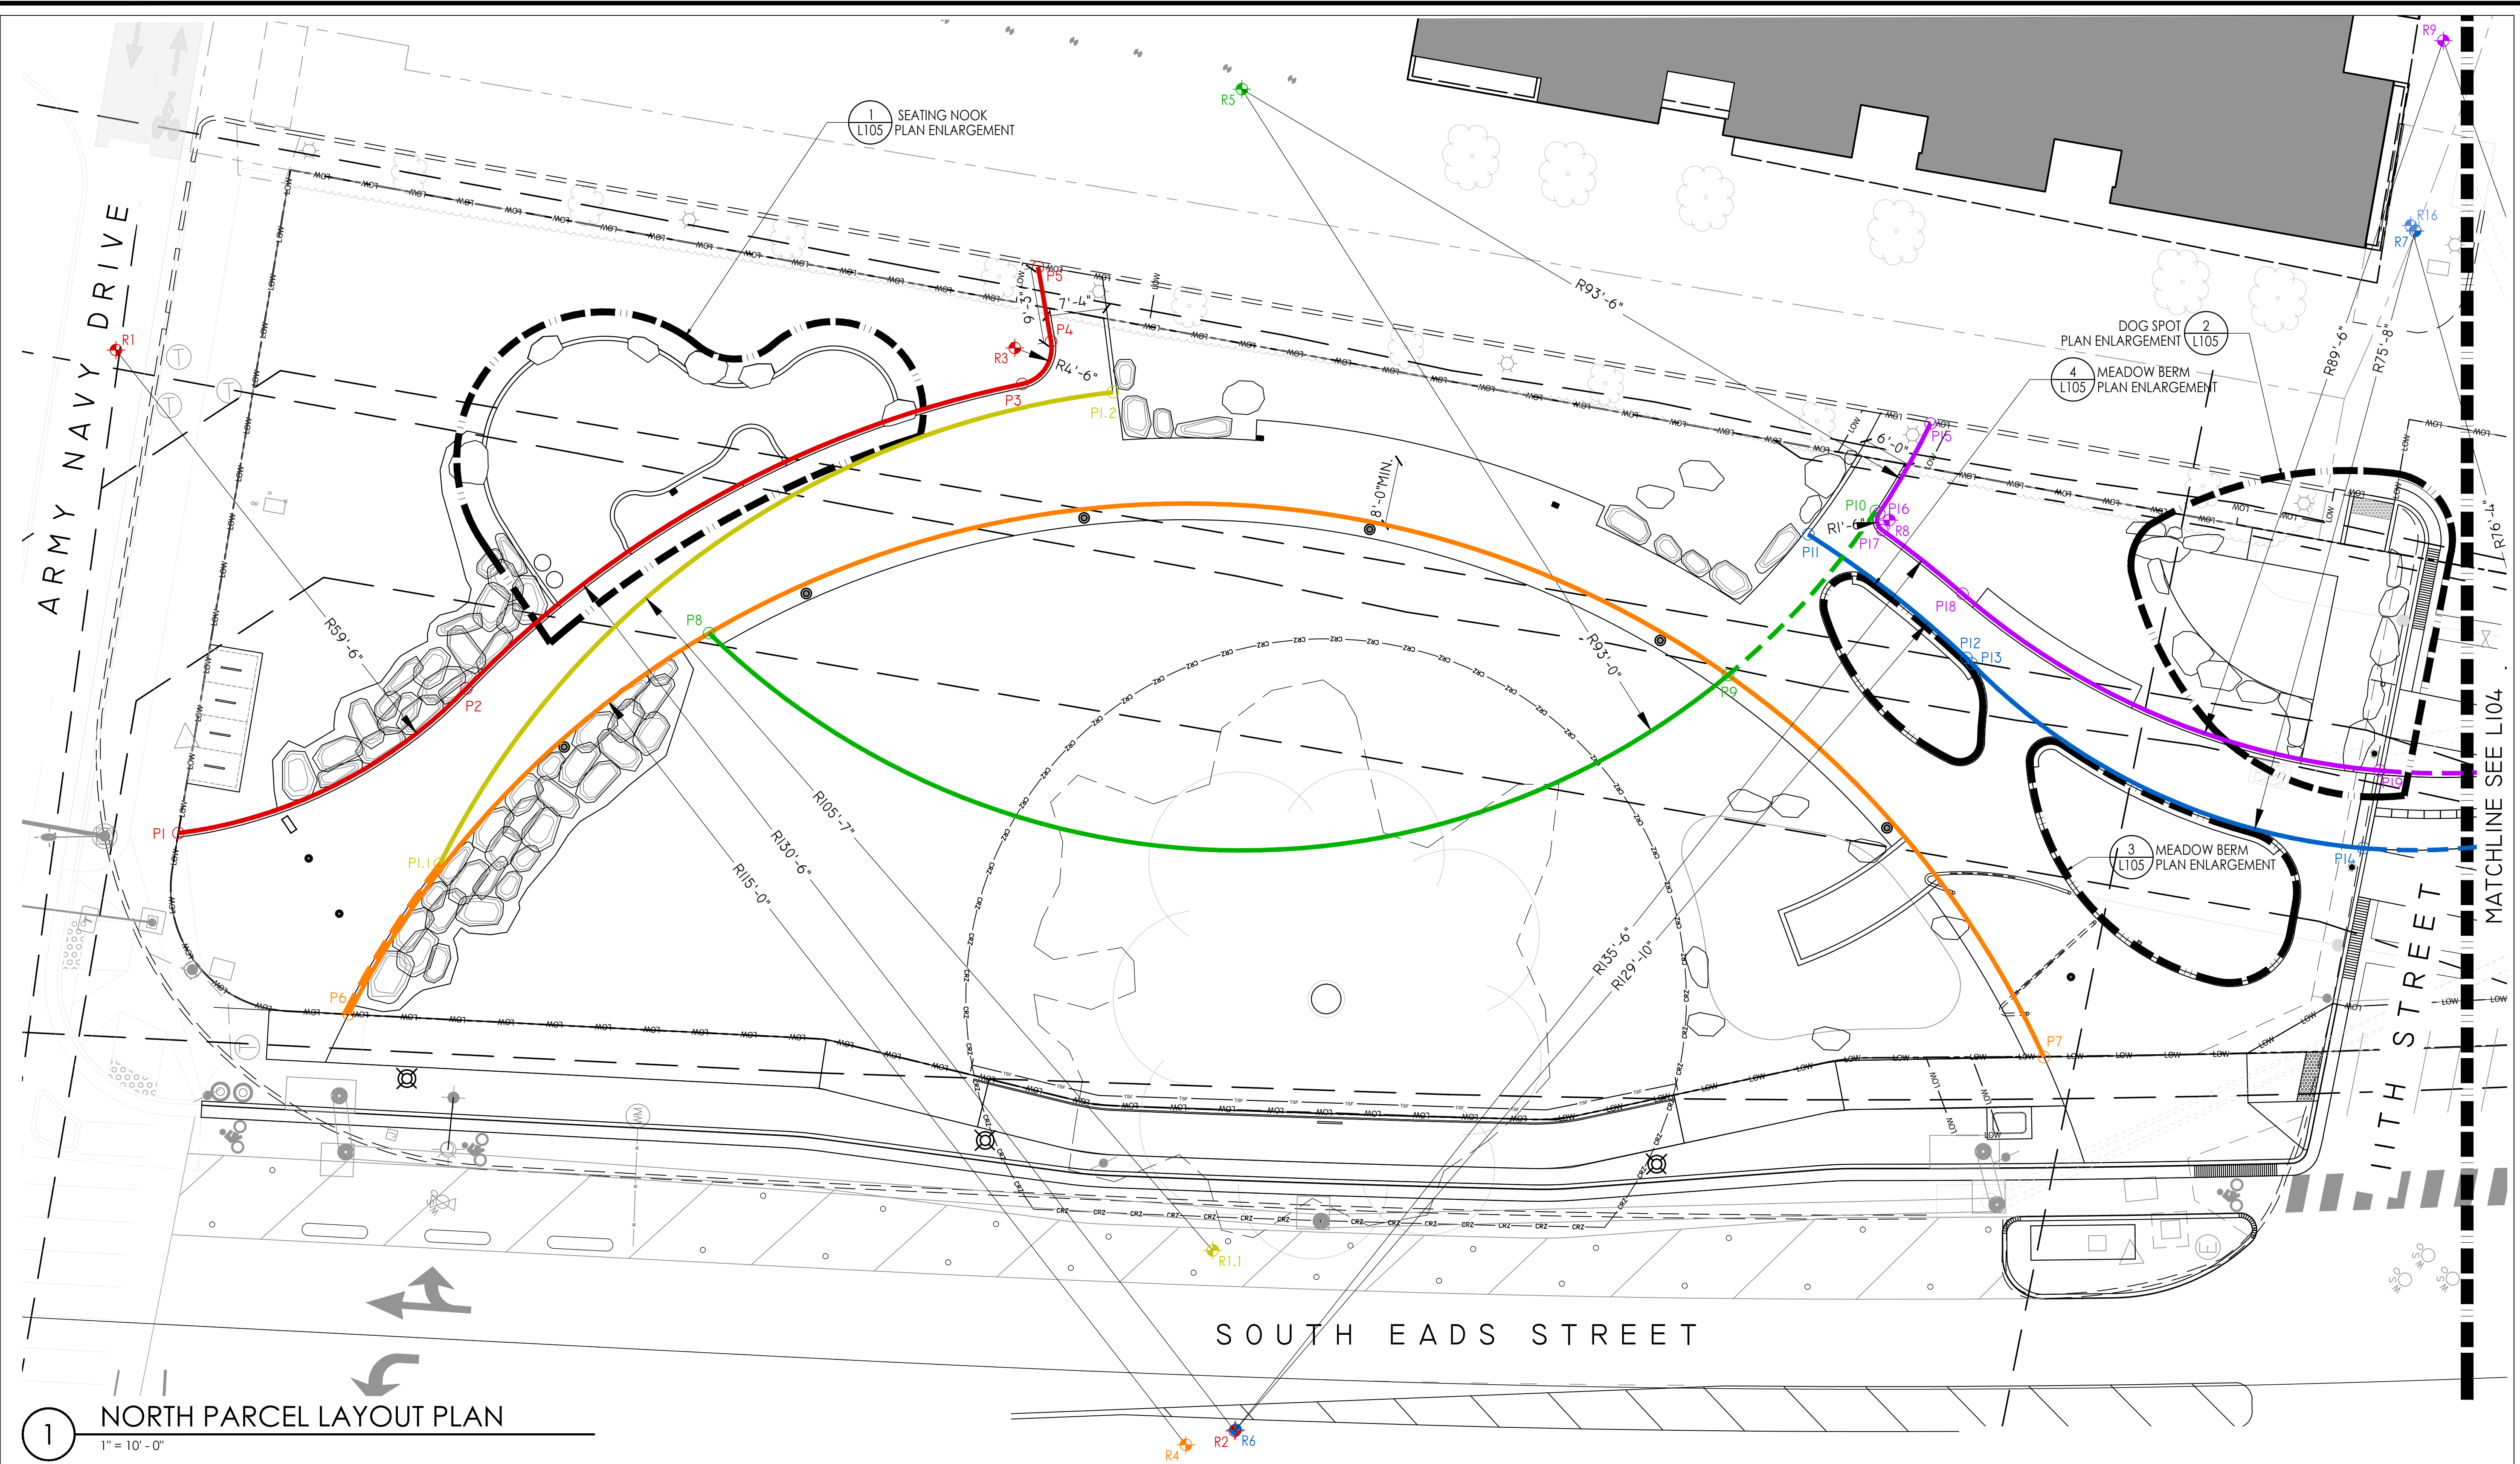 R9
R5
1
L105
SEATING NOOK
PLAN ENLARGEMENT
R16
R7
ARMY NAVY DRIVE
R1
P5
9'-3"
7'-4"
P4
R3
R4'-6"
P3
P1.2
R93'-6"
DOG SPOT
PLAN ENLARGEMENT
2
L105
4
L105
MEADOW BERM
PLAN ENLARGEMENT
R89'-6"
R75'-8"
R76'-4"
6'-0"
P15
8'-0"MIN.
P10
P16
R1'-6"
R8
P17
P11
P18
P12
P13
R59'-6"
P2
P8
R93'-0"
R9
P19
P1
P1.1
R105'-7"
R130'-6"
R115'-0"
R135'-6"
R129'-10"
3
L105
MEADOW BERM
PLAN ENLARGEMENT
P14
MATCHLINE SEE L104
11TH STREET
P6
P7
LOW
CRZ
TSF
WM
R1.1
SOUTH EADS STREET
R4
R2
R6
1
NORTH PARCEL LAYOUT PLAN
1" = 10' - 0"